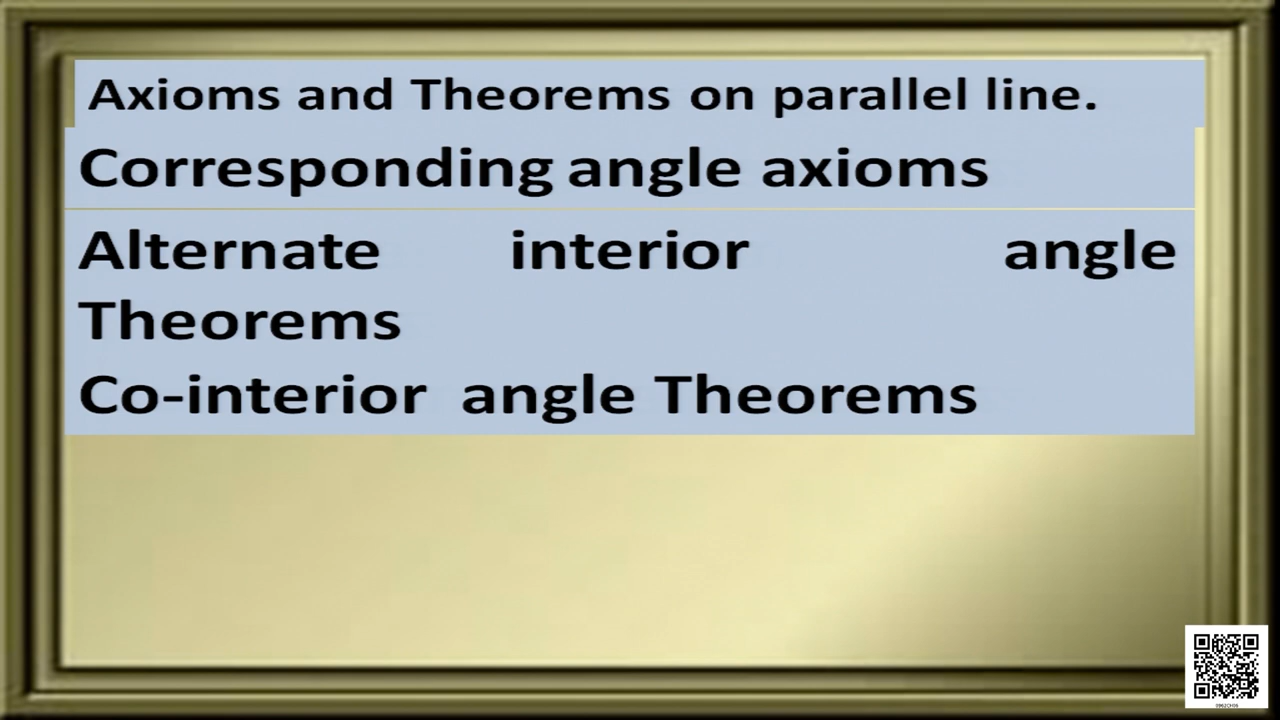 Axioms and Theorems on parallel line.
Corresponding angle axioms
Alternate interior angle
Theorems
Co-interior angle Theorems